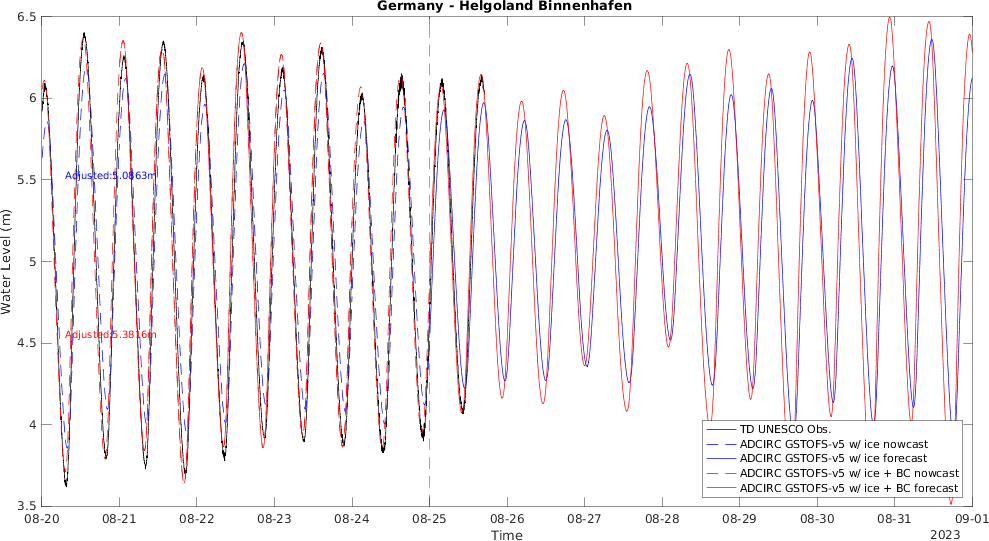 Germany - Helgoland Binnenhafen
6.5
6
5.5
5
4.5
4
3.5
Water Level (m)
Adjusted:5.0863m
Adjusted:5.3816m
TD UNESCO Obs.
ADCIRC GSTOFS-v5 w/ ice nowcast
ADCIRC GSTOFS-v5 w/ ice forecast
ADCIRC GSTOFS-v5 w/ ice + BC nowcast
ADCIRC GSTOFS-v5 w/ ice + BC forecast
08-20 08-21 08-22 08-23 08-24 08-25 08-26 08-27 08-28 08-29 08-30 08-31 09-01
Time
2023